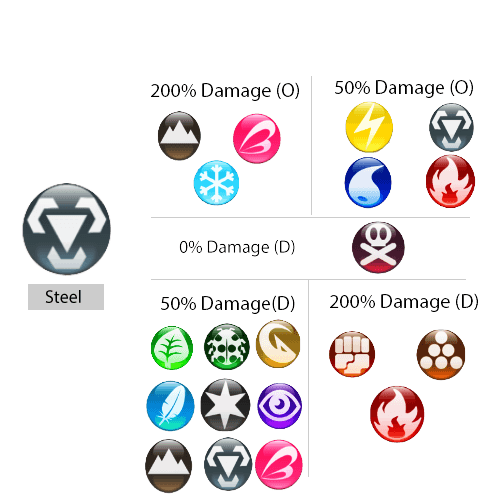 200% Damage (O)
50% Damage (O)
Steel
0% Damage (D)
50% Damage(D)
200% Damage (D)